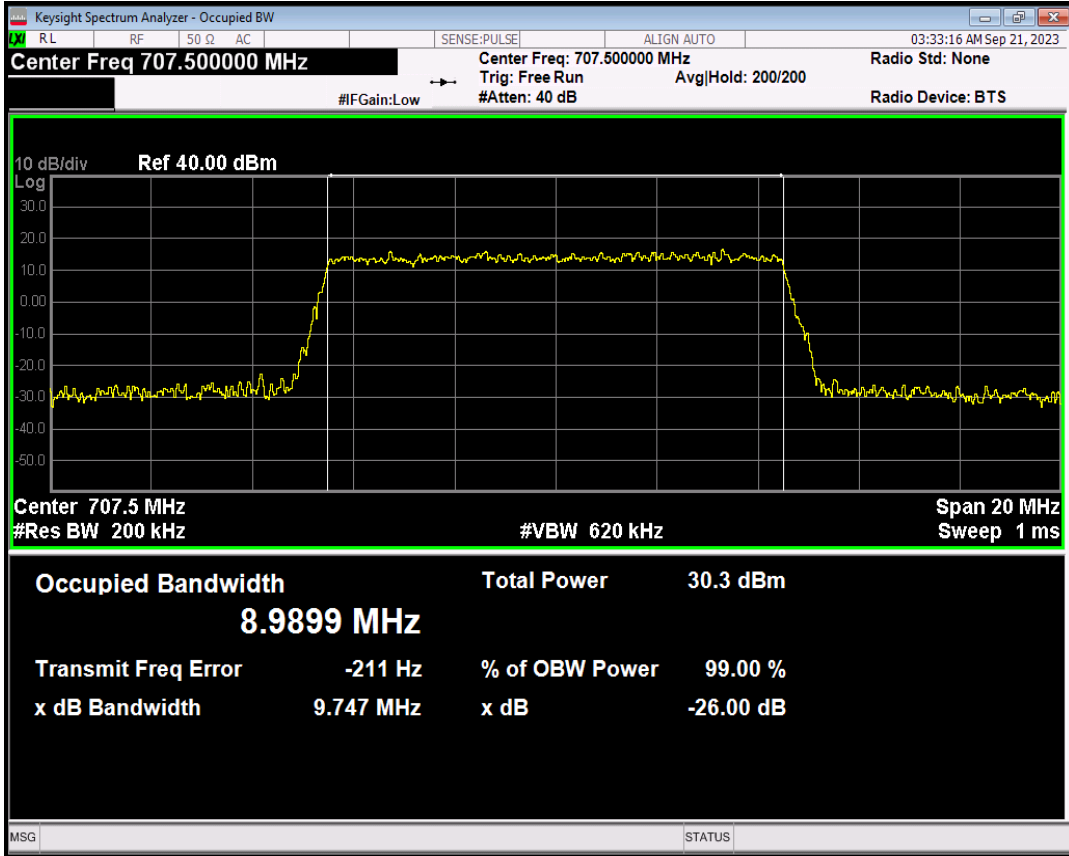 Keysight Spectrum Analyzer - Occupied BW
LXI RL RF 50 Ω AC SENSE:PULSE ALIGN AUTO 03:33:16 AM Sep 21, 2023
Center Freq 707.500000 MHz
Center Freq: 707.500000 MHz
Radio Std: None
Trig: Free Run Avg|Hold: 200/200
#IFGain:Low #Atten: 40 dB
Radio Device: BTS
10 dB/div Ref 40.00 dBm
Log
30.0
20.0
10.0
0.00
-10.0
-20.0
-30.0
-40.0
-50.0
Center 707.5 MHz Span 20 MHz
#Res BW 200 kHz #VBW 620 kHz Sweep 1 ms
Occupied Bandwidth Total Power 30.3 dBm
8.9899 MHz
Transmit Freq Error -211 Hz % of OBW Power 99.00 %
x dB Bandwidth 9.747 MHz x dB -26.00 dB
MSG STATUS